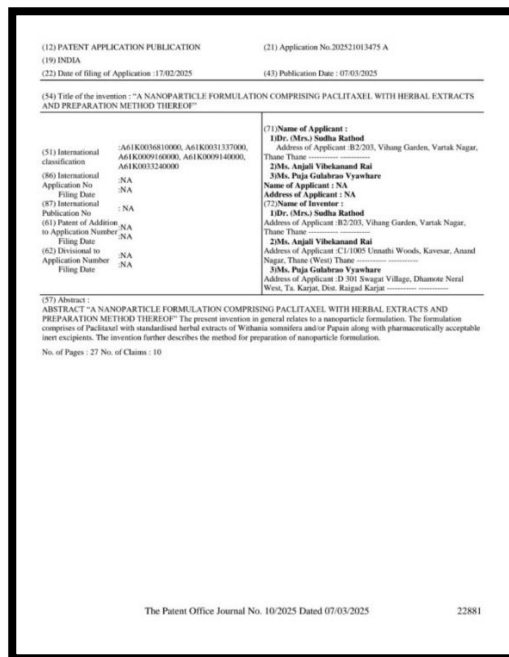 (12) PATENT APPLICATION PUBLICATION
(21) Application No.202521013475 A
(19) INDIA
(22) Date of filing of Application :17/02/2025
(43) Publication Date : 07/03/2025
(54) Title of the invention : "A NANOPARTICLE FORMULATION COMPRISING PACLITAXEL WITH HERBAL EXTRACTS
AND PREPARATION METHOD THEREOF"
(51) International
classification
:A61K0036810000, A61K0031337000,
A61K0009160000, A61K0009140000,
A61K0033240000
(86) International
Application No
Filing Date
:NA
:NA
(87) International
Publication No
: NA
(61) Patent of Addition
to Application Number
Filing Date
:NA
:NA
(62) Divisional to
Application Number
Filing Date
:NA
:NA
(71)Name of Applicant :
1)Dr. (Mrs.) Sudha Rathod
Address of Applicant :B2/203, Vihang Garden, Vartak Nagar,
Thane Thane ----------- -----------
2)Ms. Anjali Vibekanand Rai
3)Ms. Puja Gulabrao Vyawhare
Name of Applicant : NA
Address of Applicant : NA
(72)Name of Inventor :
1)Dr. (Mrs.) Sudha Rathod
Address of Applicant :B2/203, Vihang Garden, Vartak Nagar,
Thane Thane ----------- -----------
2)Ms. Anjali Vibekanand Rai
Address of Applicant :C1/1005 Unnathi Woods, Kavesar, Anand
Nagar, Thane (West) Thane ----------- -----------
3)Ms. Puja Gulabrao Vyawhare
Address of Applicant :D 301 Swagat Village, Dhamote Neral
West, Ta. Karjat, Dist. Raigad Karjat ----------- -----------
(57) Abstract :
ABSTRACT "A NANOPARTICLE FORMULATION COMPRISING PACLITAXEL WITH HERBAL EXTRACTS AND
PREPARATION METHOD THEREOF" The present invention in general relates to a nanoparticle formulation. The formulation
comprises of Paclitaxel with standardised herbal extracts of Withania somnifera and/or Papain along with pharmaceutically acceptable
inert excipients. The invention further describes the method for preparation of nanoparticle formulation.
No. of Pages : 27 No. of Claims : 10
The Patent Office Journal No. 10/2025 Dated 07/03/2025
22881